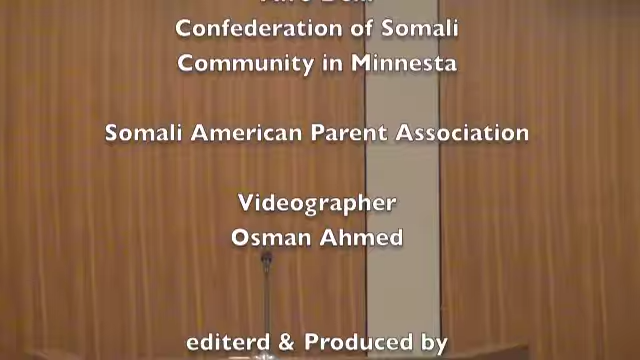 Confederation of Somali
Community in Minnesta
Somali American Parent Association
Videographer
Osman Ahmed
editerd & Produced by